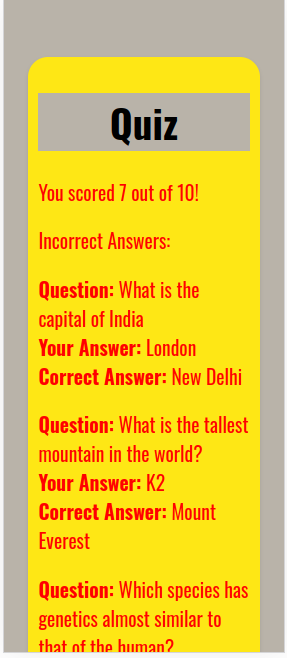 Quiz
You scored 7 out of 10!
Incorrect Answers:
Question: What is the
capital of India
Your Answer: London
Correct Answer: New Delhi
Question: What is the tallest
mountain in the world?
Your Answer: K2
Correct Answer: Mount
Everest
Question: Which species has
genetics almost similar to
that of the human?